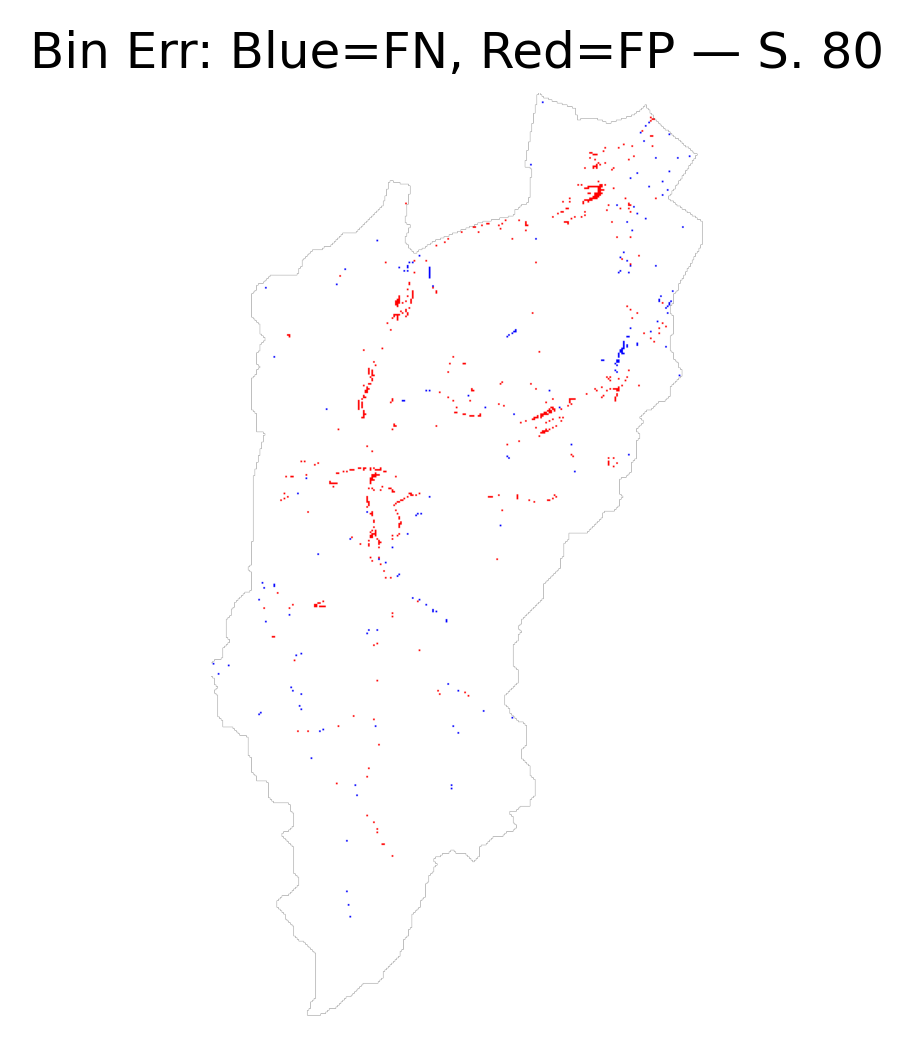 Bin Err: Blue=FN, Red=FP — S. 80